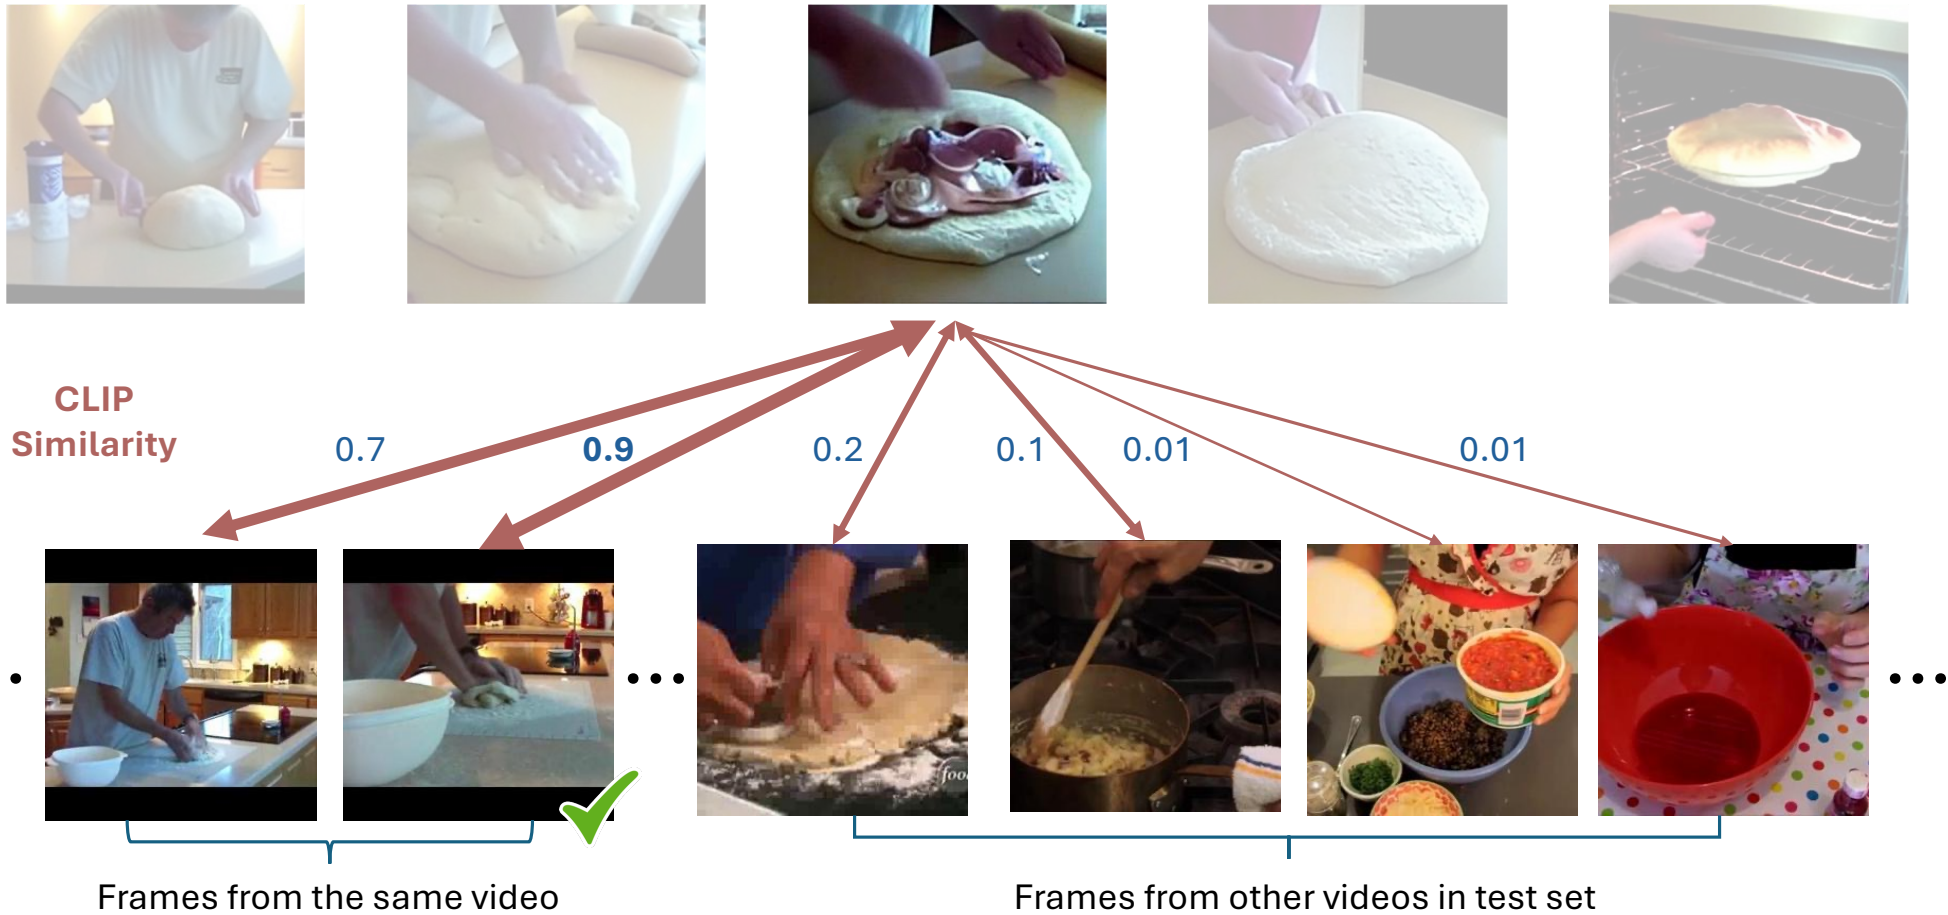 CLIP
Similarity
0.7
0.9
0.2
0.1
0.01
0.01
Frames from the same video
Frames from other videos in test set